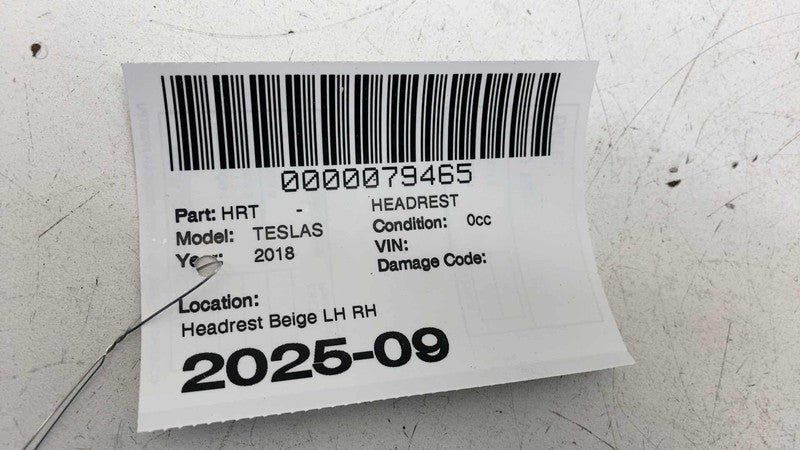 0000079465
Part: HRT - HEADREST
Model: TESLAS Condition: 0cc
2018 VIN:
Damage Code:
Location:
Headrest Beige LH RH
2025-09